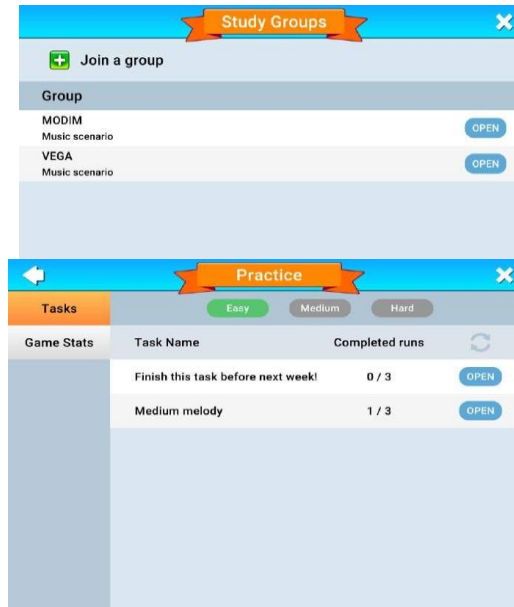 Study Groups
Join a group
Group
MODIM
Music scenario
OPEN
VEGA
Music scenario
OPEN
Practice
Tasks
Easy Medium Hard
Game Stats
Task Name Completed runs
Finish this task before next week! 0 / 3 OPEN
Medium melody 1 / 3 OPEN